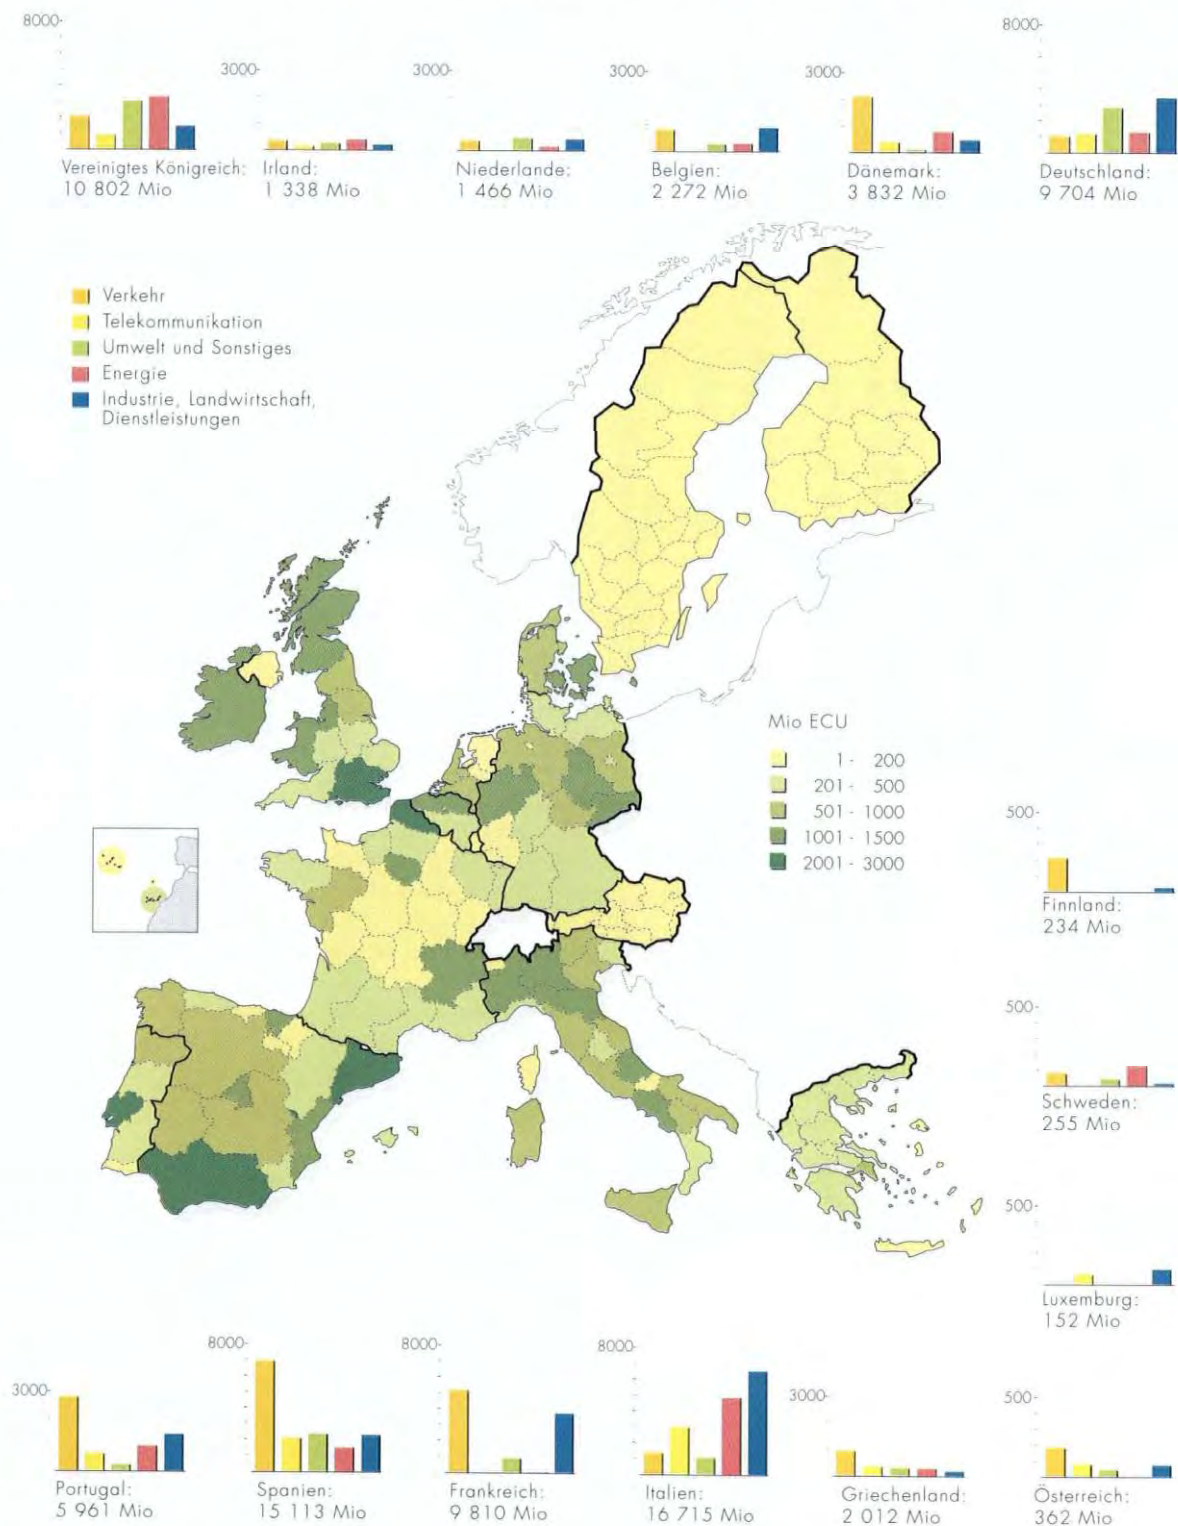 8000-
3000-
3000-
3000-
3000-
8000-
Vereinigtes Königreich:
10 802 Mio
Irland:
1 338 Mio
Niederlande:
1 466 Mio
Belgien:
2 272 Mio
Dänemark:
3 832 Mio
Deutschland:
9 704 Mio
Verkehr
Telekommunikation
Umwelt und Sonstiges
Energie
Industrie, Landwirtschaft,
Dienstleistungen
Mio ECU
1 - 200
201 - 500
501 - 1000
1001 - 1500
2001 - 3000
500-
Finnland:
234 Mio
500-
Schweden:
255 Mio
500-
Luxemburg:
152 Mio
3000-
8000-
8000-
8000-
3000-
500-
Portugal:
5 961 Mio
Spanien:
15 113 Mio
Frankreich:
9 810 Mio
Italien:
16 715 Mio
Griechenland:
2 012 Mio
Österreich:
362 Mio